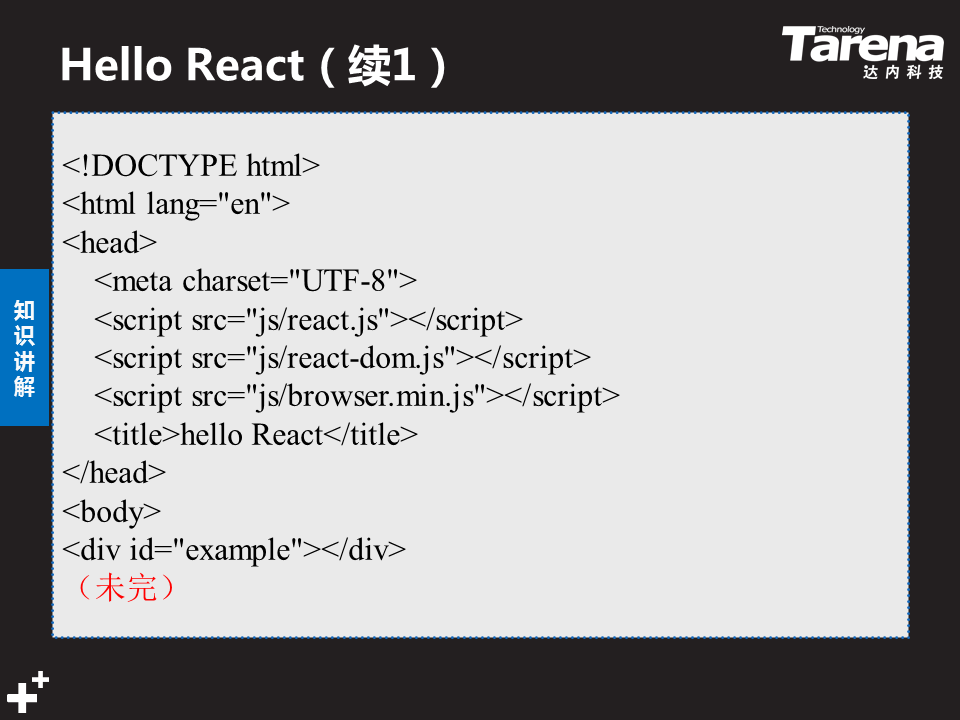 Hello React（续1）
Technology
Tarena
达内科技
<!DOCTYPE html>
<html lang="en">
<head>
    <meta charset="UTF-8">
    <script src="js/react.js"></script>
    <script src="js/react-dom.js"></script>
    <script src="js/browser.min.js"></script>
    <title>hello React</title>
</head>
<body>
<div id="example"></div>
（未完）
知识讲解